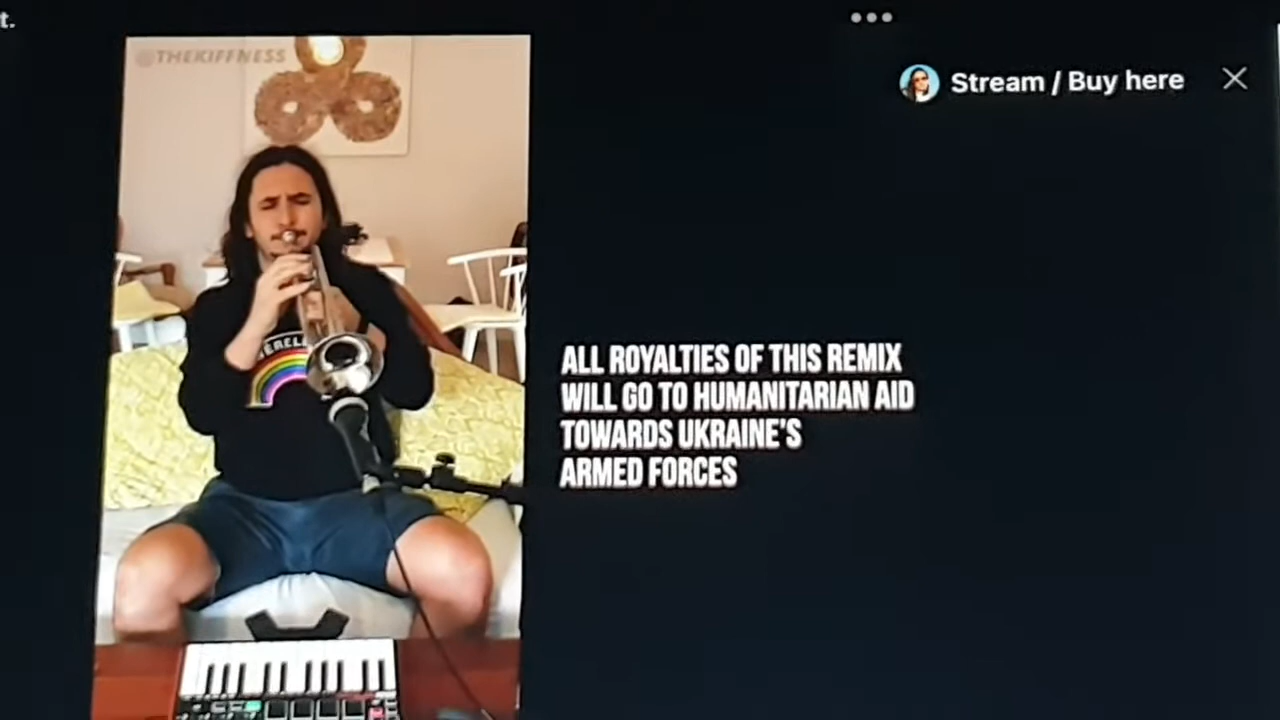 t.
@THEKIFFNESS
Stream / Buy here
ALL ROYALTIES OF THIS REMIX
WILL GO TO HUMANITARIAN AID
TOWARDS UKRAINE'S
ARMED FORCES